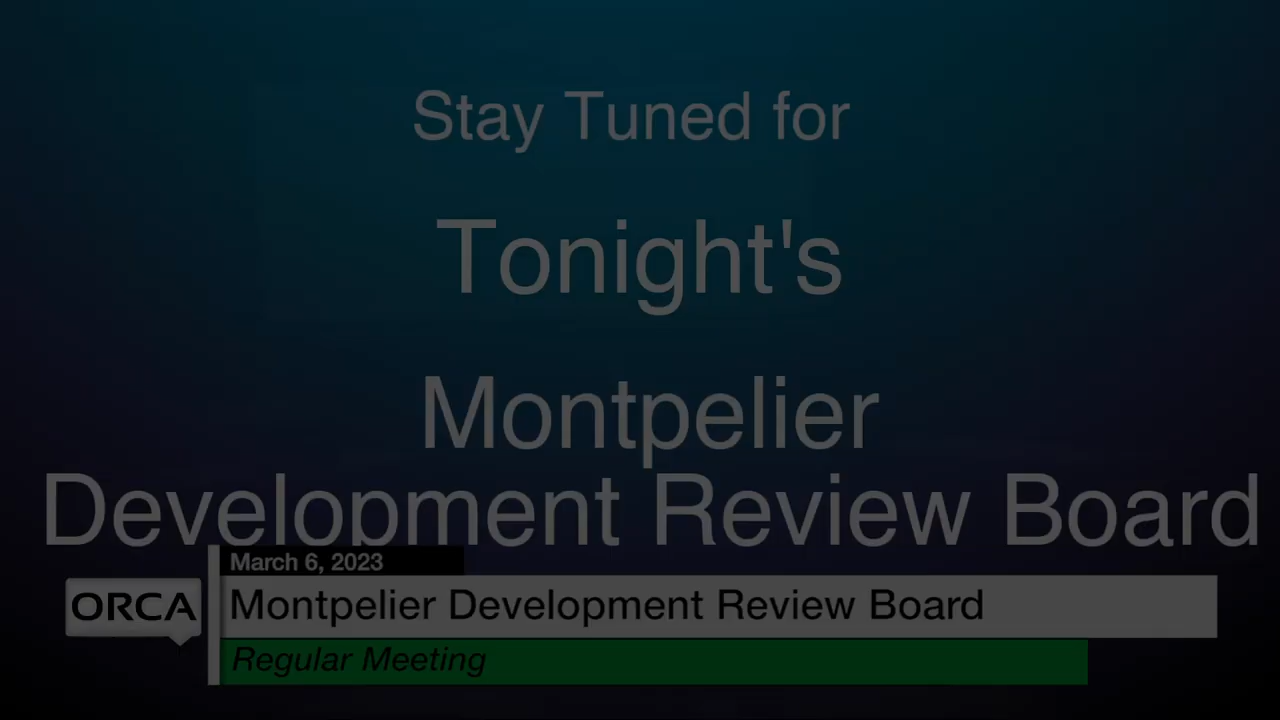 Stay Tuned for
Tonight's
Montpelier
Development Review Board
March 6, 2023
ORCA
Montpelier Development Review Board
Regular Meeting